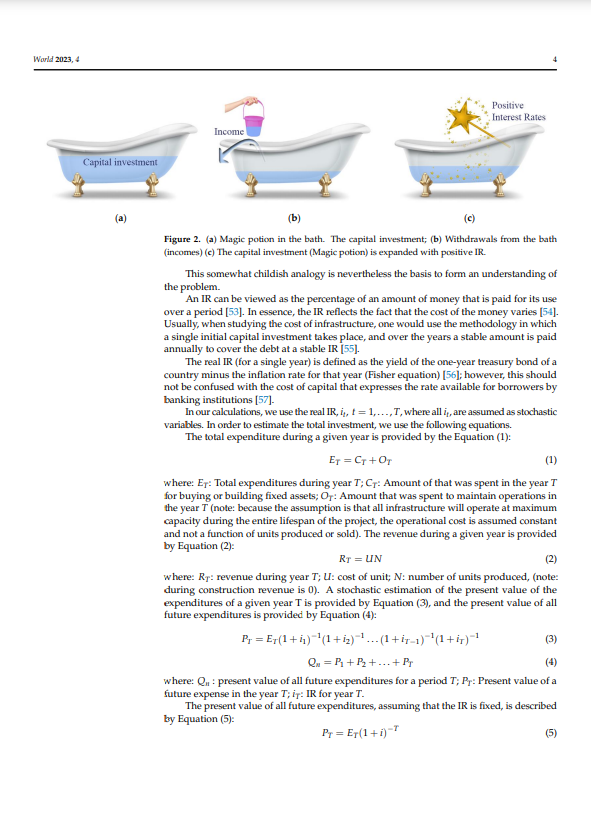 World 2023, 4
4
Capital investment
Income
Positive
Interest Rates
(a)
(b)
(c)
Figure 2. (a) Magic potion in the bath. The capital investment; (b) Withdrawals from the bath
(incomes) (c) The capital investment (Magic potion) is expanded with positive IR.
This somewhat childish analogy is nevertheless the basis to form an understanding of
the problem.
An IR can be viewed as the percentage of an amount of money that is paid for its use
over a period [53]. In essence, the IR reflects the fact that the cost of the money varies [54].
Usually, when studying the cost of infrastructure, one would use the methodology in which
a single initial capital investment takes place, and over the years a stable amount is paid
annually to cover the debt at a stable IR [55].
The real IR (for a single year) is defined as the yield of the one-year treasury bond of a
country minus the inflation rate for that year (Fisher equation) [56]; however, this should
not be confused with the cost of capital that expresses the rate available for borrowers by
banking institutions [57].
In our calculations, we use the real IR, iₜ, t = 1, . . . , T, where all iₜ, are assumed as stochastic
variables. In order to estimate the total investment, we use the following equations.
The total expenditure during a given year is provided by the Equation (1):
E_T = C_T + O_T (1)
where: E_T: Total expenditures during year T; C_T: Amount of that was spent in the year T
for buying or building fixed assets; O_T: Amount that was spent to maintain operations in
the year T (note: because the assumption is that all infrastructure will operate at maximum
capacity during the entire lifespan of the project, the operational cost is assumed constant
and not a function of units produced or sold). The revenue during a given year is provided
by Equation (2):
R_T = UN (2)
where: R_T: revenue during year T; U: cost of unit; N: number of units produced, (note:
during construction revenue is 0). A stochastic estimation of the present value of the
expenditures of a given year T is provided by Equation (3), and the present value of all
future expenditures is provided by Equation (4):
P_T = E_T(1 + i₁)⁻¹(1 + i₂)⁻¹ . . . (1 + i_{T−1})⁻¹(1 + i_T)⁻¹ (3)
Qₙ = P₁ + P₂ + . . . + P_T (4)
where: Qₙ : present value of all future expenditures for a period T; P_T: Present value of a
future expense in the year T; i_T: IR for year T.
The present value of all future expenditures, assuming that the IR is fixed, is described
by Equation (5):
P_T = E_T(1 + i)^{−T} (5)